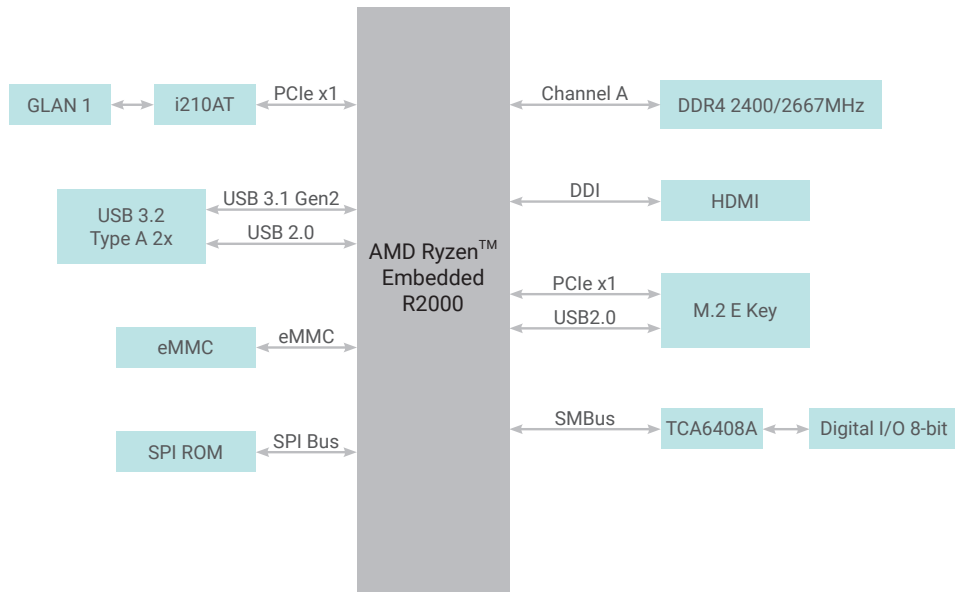 GLAN 1
i210AT
PCIe x1
USB 3.2
Type A 2x
USB 3.1 Gen2
USB 2.0
eMMC
eMMC
SPI ROM
SPI Bus
AMD Ryzen™
Embedded
R2000
Channel A
DDR4 2400/2667MHz
DDI
HDMI
PCIe x1
USB2.0
M.2 E Key
SMBus
TCA6408A
Digital I/O 8-bit